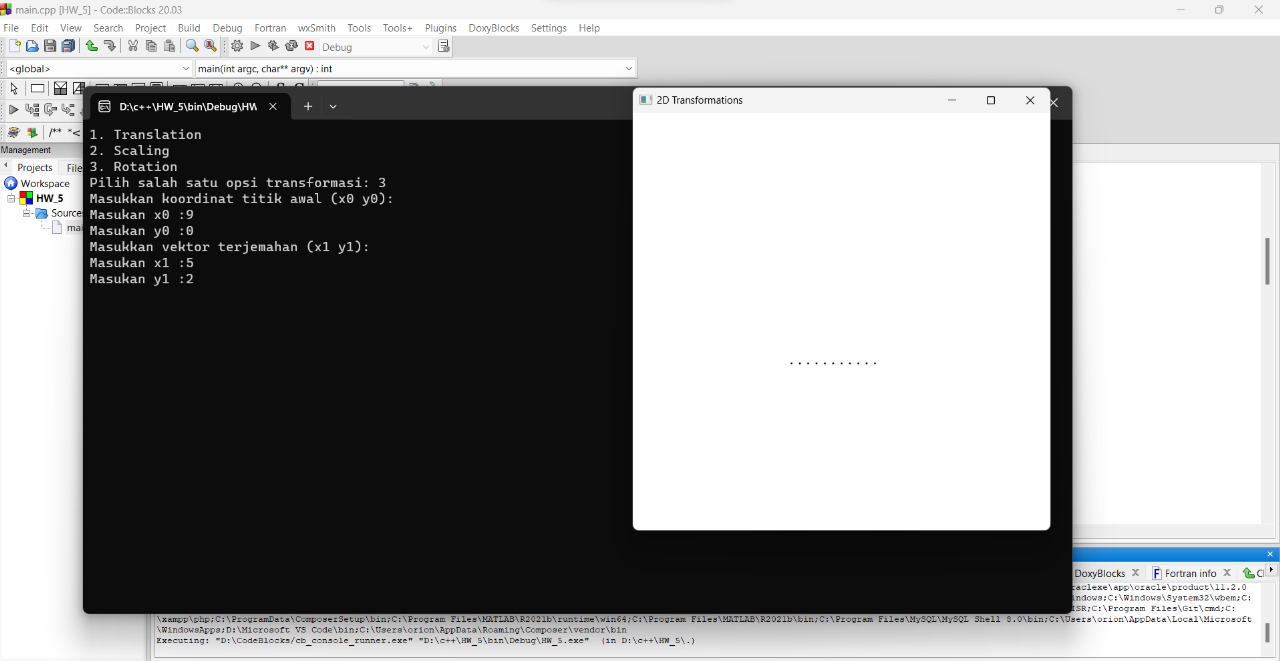 main.cpp [HW_5] - Code::Blocks 20.03
File Edit View Search Project Build Debug Fortran wxSmith Tools Tools+ Plugins DoxyBlocks Settings Help
Debug
<global> main(int argc, char** argv) : int
D:\c++\HW_5\bin\Debug\HW
2D Transformations
/** *<
Management
Projects File
Workspace
HW_5
Source
mai
1. Translation
2. Scaling
3. Rotation
Pilih salah satu opsi transformasi: 3
Masukkan koordinat titik awal (x0 y0):
Masukan x0 :9
Masukan y0 :0
Masukkan vektor terjemahan (x1 y1):
Masukan x1 :5
Masukan y1 :2
DoxyBlocks Fortran info
aclexe\app\oracle\product\11.2.0
indows;C:\Windows\System32\wbem;C:
ISR;C:\Program Files\Git\cmd;C:
\xampp\php;C:\ProgramData\ComposerSetup\bin;C:\Program Files\MATLAB\R2021b\runtime\win64;C:\Program Files\MATLAB\R2021b\bin;C:\Program Files\MySQL\MySQL Shell 8.0\bin;C:\Users\orion\AppData\Local\Microsoft
\WindowsApps;D:\Microsoft VS Code\bin;C:\Users\orion\AppData\Roaming\Composer\vendor\bin
Executing: "D:\CodeBlocks/cb_console_runner.exe" "D:\c++\HW_5\bin\Debug\HW_5.exe" (in D:\c++\HW_5\.)